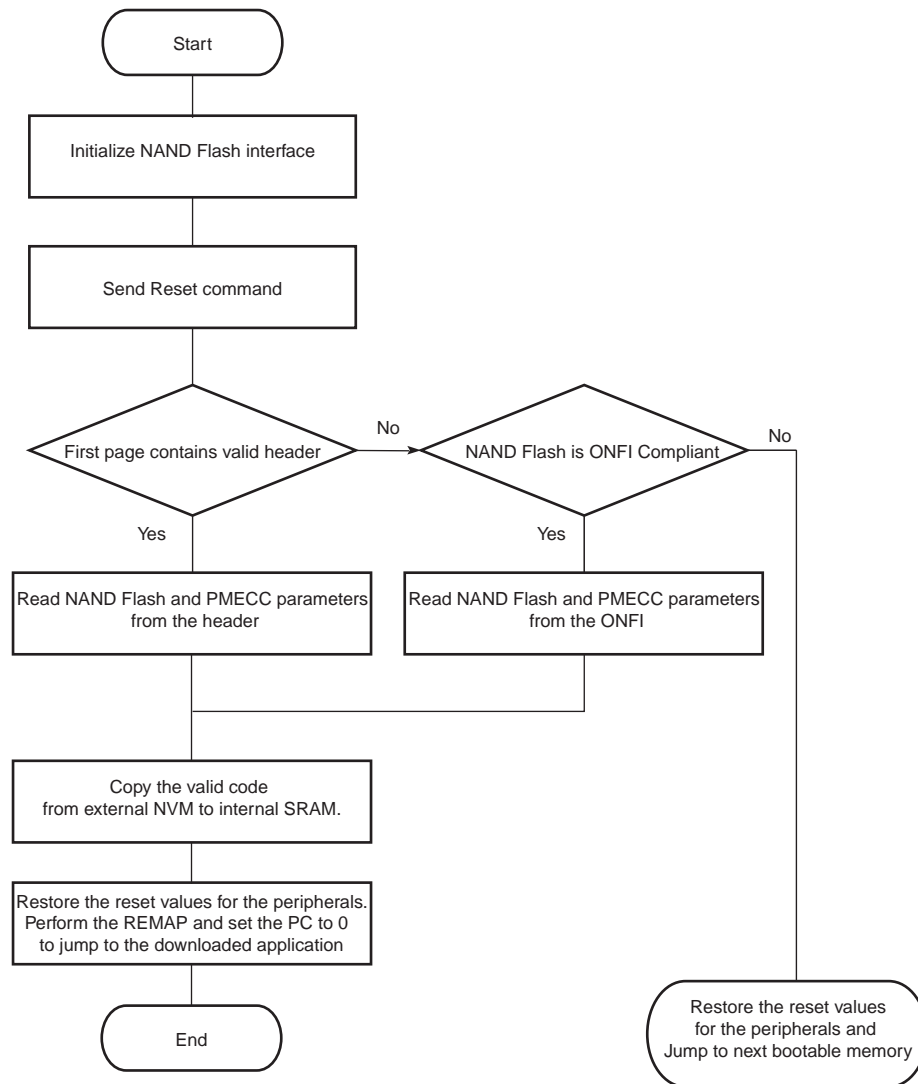 Start
Initialize NAND Flash interface
Send Reset command
First page contains valid header
No
NAND Flash is ONFI Compliant
No
Yes
Yes
Read NAND Flash and PMECC parameters
from the header
Read NAND Flash and PMECC parameters
from the ONFI
Copy the valid code
from external NVM to internal SRAM.
Restore the reset values for the peripherals.
Perform the REMAP and set the PC to 0
to jump to the downloaded application
End
Restore the reset values
for the peripherals and
Jump to next bootable memory